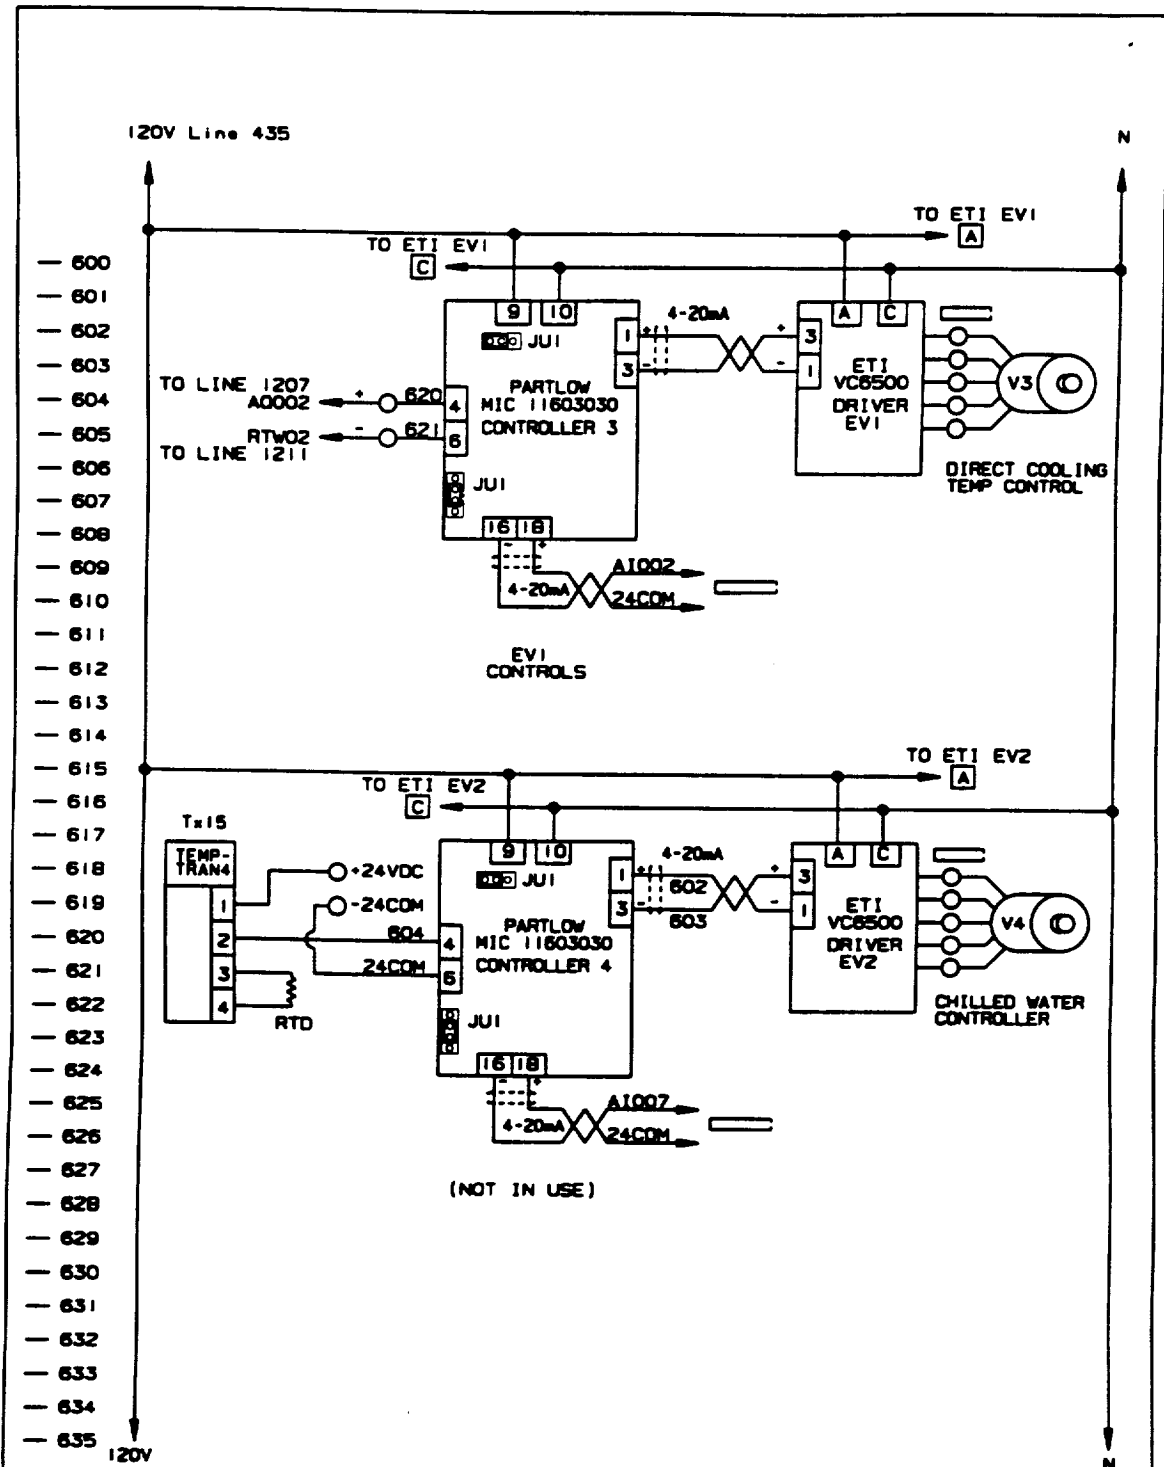 120V Line 435
N
TO ETI EV1
A
TO ETI EV1
C
— 600
— 601
— 602
— 603
— 604
— 605
— 606
— 607
— 608
— 609
— 610
— 611
— 612
— 613
— 614
— 615
— 616
— 617
— 618
— 619
— 620
— 621
— 622
— 623
— 624
— 625
— 626
— 627
— 628
— 629
— 630
— 631
— 632
— 633
— 634
— 635
9 10
JU1
1
3
+
-
4-20mA
+
-
3
1
A C
ETI
VC6500
DRIVER
EV1
V3
DIRECT COOLING
TEMP CONTROL
PARTLOW
MIC 11603030
CONTROLLER 3
TO LINE 1207
AO002
+
620
4
RTW02
-
621
6
TO LINE 1211
JU1
16 18
- +
4-20mA
AI002
24COM
EV1
CONTROLS
TO ETI EV2
A
TO ETI EV2
C
Tx15
TEMP-
TRAN4
1
2
3
4
+24VDC
-24COM
604
24COM
RTD
4
6
9 10
JU1
PARTLOW
MIC 11603030
CONTROLLER 4
JU1
16 18
- +
1
3
+
-
4-20mA
602
603
+
-
3
1
A C
ETI
VC6500
DRIVER
EV2
V4
CHILLED WATER
CONTROLLER
4-20mA
AI007
24COM
(NOT IN USE)
120V
N